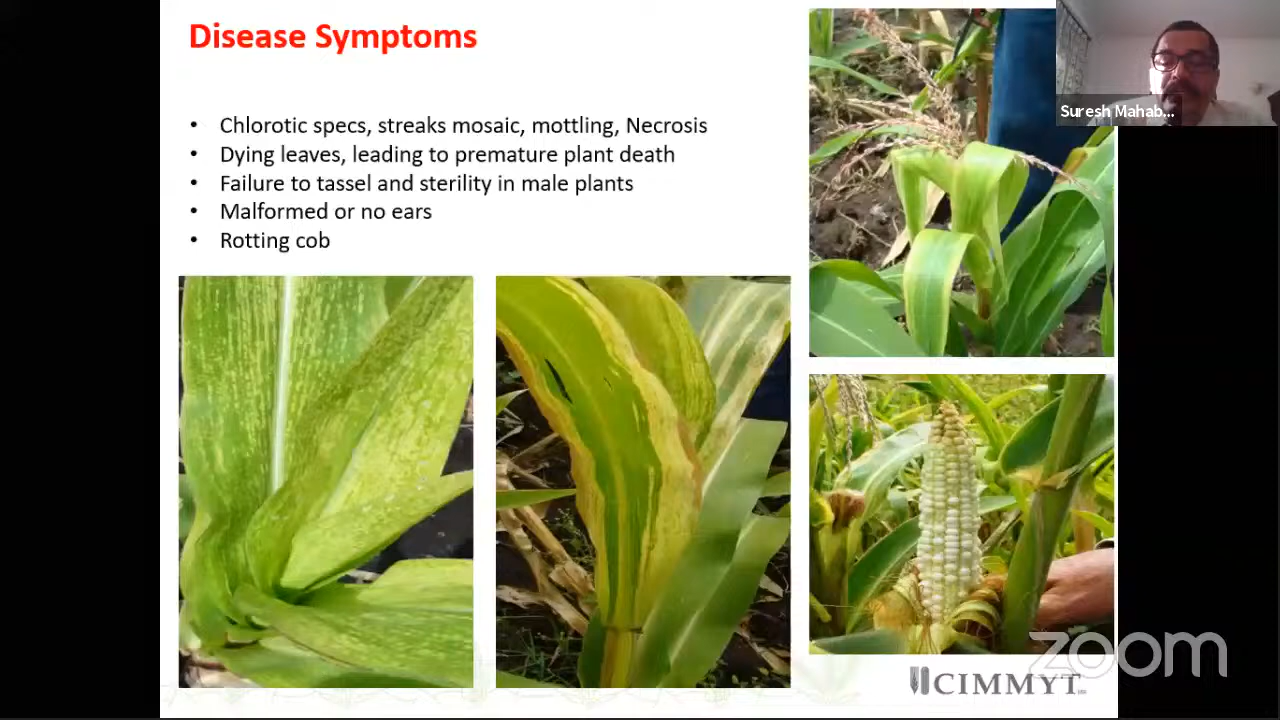 Disease Symptoms
Suresh Mahab...
• Chlorotic specs, streaks mosaic, mottling, Necrosis
• Dying leaves, leading to premature plant death
• Failure to tassel and sterility in male plants
• Malformed or no ears
• Rotting cob
zoom
CIMMYT